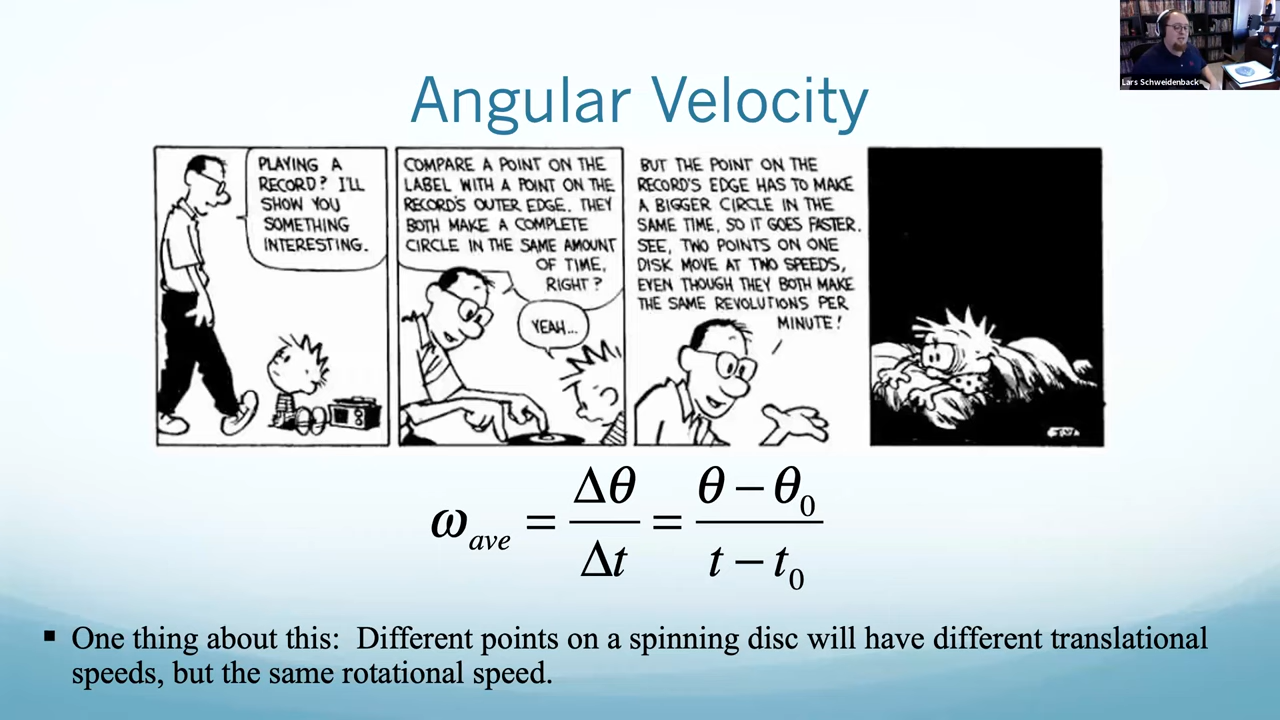 Lars Schweidenback
Angular Velocity
PLAYING A
RECORD? I'LL
SHOW YOU
SOMETHING
INTERESTING.
COMPARE A POINT ON THE
LABEL WITH A POINT ON THE
RECORD'S OUTER EDGE. THEY
BOTH MAKE A COMPLETE
CIRCLE IN THE SAME AMOUNT
OF TIME,
RIGHT?
YEAH...
BUT THE POINT ON THE
RECORD'S EDGE HAS TO MAKE
A BIGGER CIRCLE IN THE
SAME TIME, SO IT GOES FASTER.
SEE, TWO POINTS ON ONE
DISK MOVE AT TWO SPEEDS,
EVEN THOUGH THEY BOTH MAKE
THE SAME REVOLUTIONS PER
MINUTE!
ω_ave = Δθ/Δt = (θ − θ₀)/(t − t₀)
▪ One thing about this: Different points on a spinning disc will have different translational
speeds, but the same rotational speed.